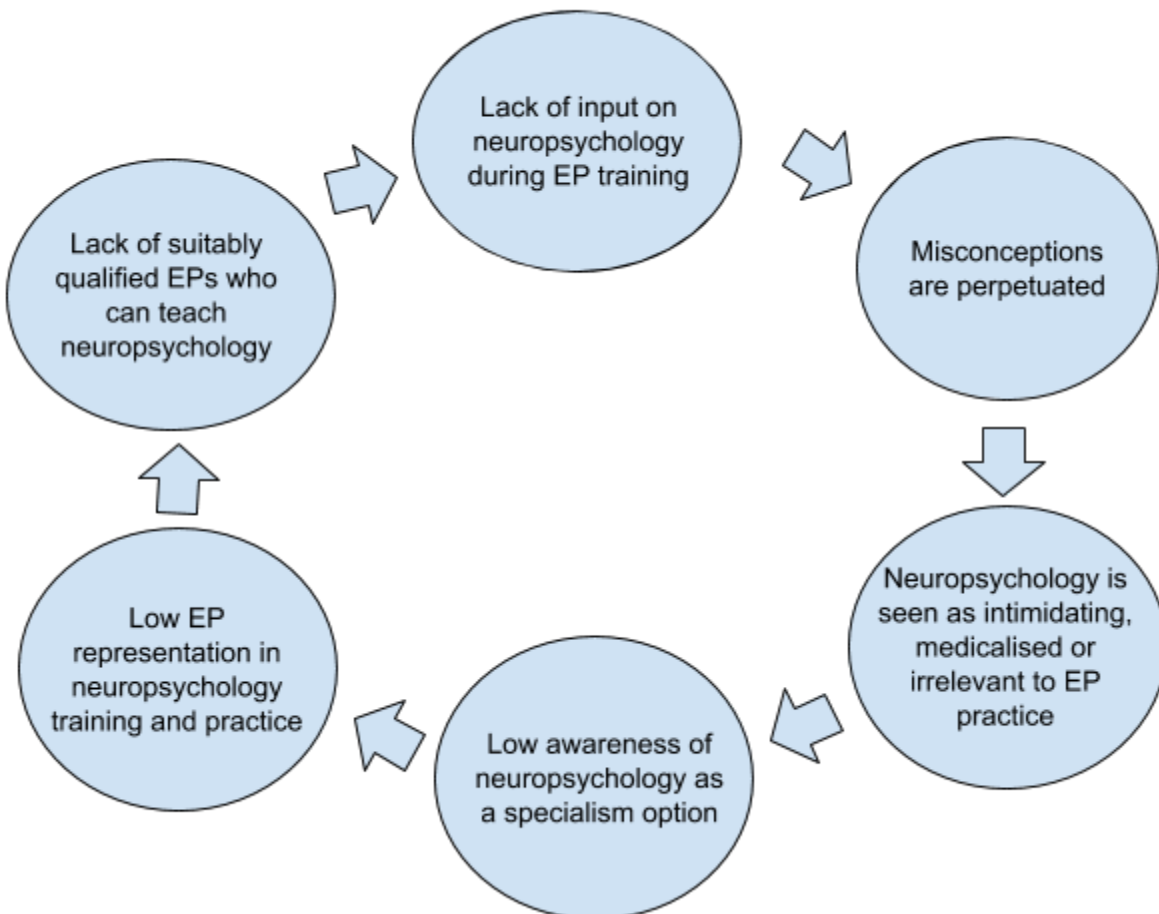 Lack of input on
neuropsychology
during EP training
Misconceptions
are perpetuated
Neuropsychology is
seen as intimidating,
medicalised or
irrelevant to EP
practice
Low awareness of
neuropsychology as
a specialism option
Low EP
representation in
neuropsychology
training and practice
Lack of suitably
qualified EPs who
can teach
neuropsychology